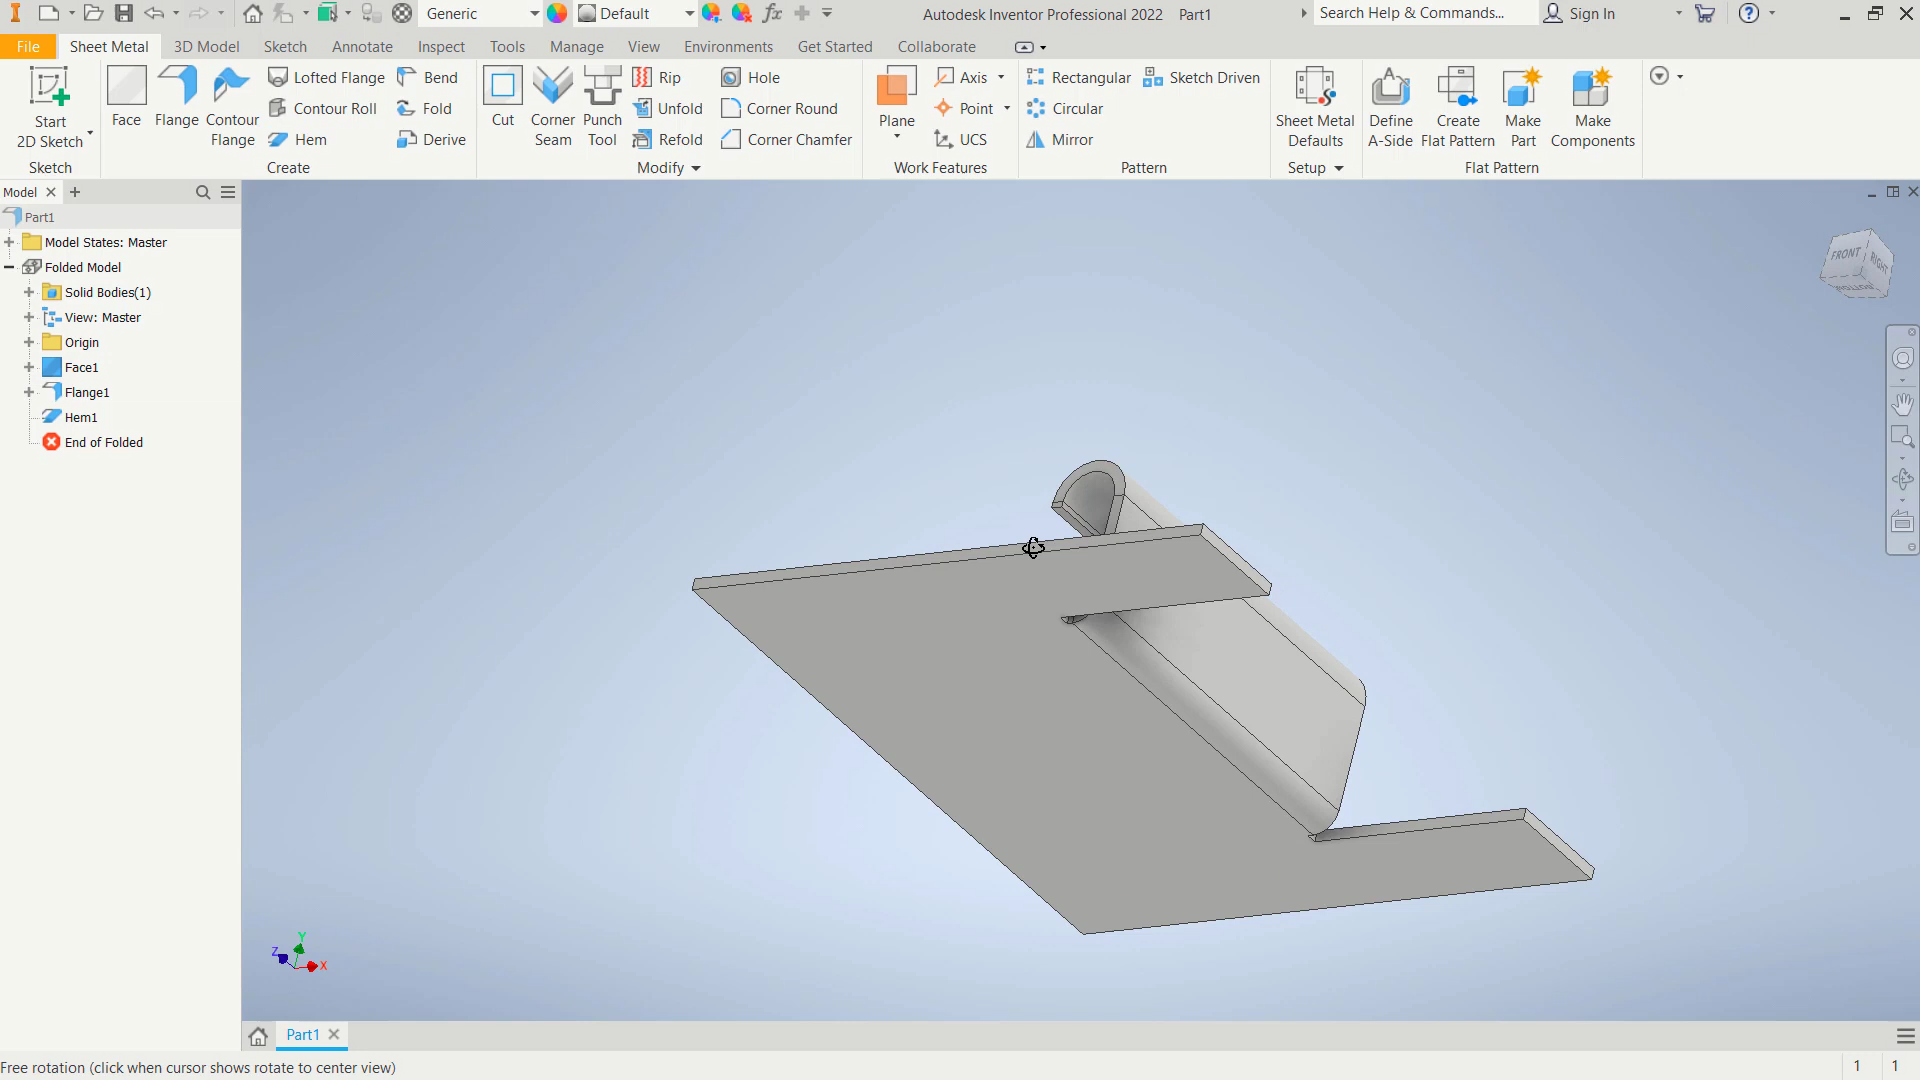 Generic
Default
Autodesk Inventor Professional 2022 Part1
Search Help & Commands...
Sign In
File
Sheet Metal
3D Model
Sketch
Annotate
Inspect
Tools
Manage
View
Environments
Get Started
Collaborate
Start
2D Sketch
Sketch
Face
Flange
Contour
Flange
Lofted Flange
Contour Roll
Hem
Bend
Fold
Derive
Create
Cut
Corner
Seam
Punch
Tool
Rip
Unfold
Refold
Hole
Corner Round
Corner Chamfer
Modify
Plane
Axis
Point
UCS
Work Features
Rectangular
Sketch Driven
Circular
Mirror
Pattern
Sheet Metal
Defaults
Setup
Define
A-Side
Create
Flat Pattern
Make
Part
Make
Components
Flat Pattern
Model
Part1
Model States: Master
Folded Model
Solid Bodies(1)
View: Master
Origin
Face1
Flange1
Hem1
End of Folded
FRONT
RIGHT
BOTTOM
Y
Z
X
Part1
Free rotation (click when cursor shows rotate to center view)
1 1